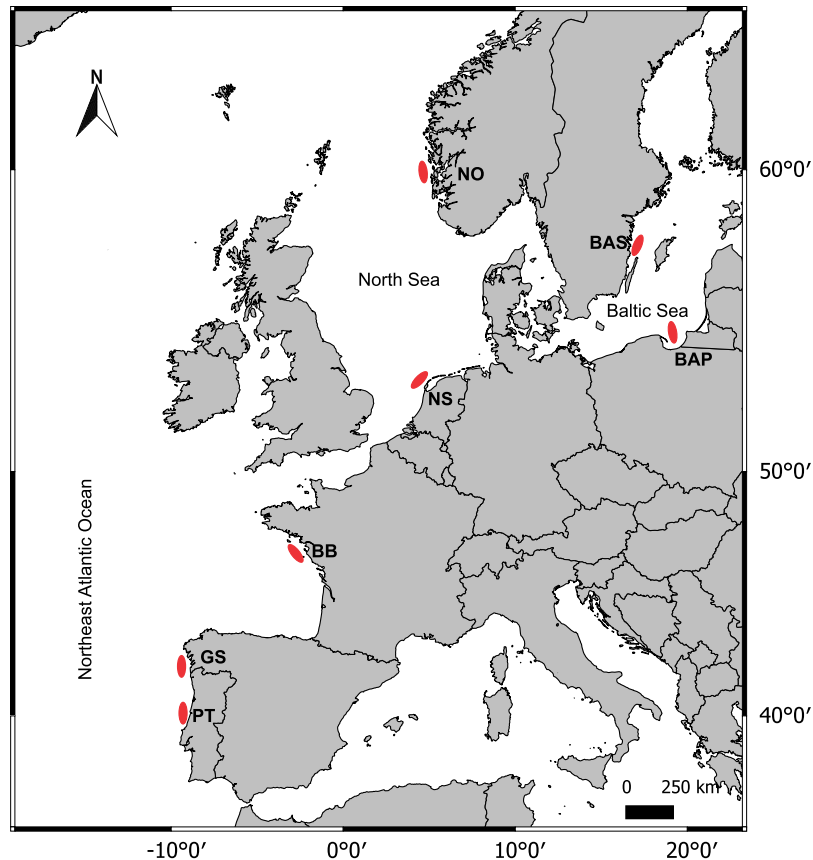 N
NO
60°0′
BAS
North Sea
Baltic Sea
BAP
NS
50°0′
Northeast Atlantic Ocean
BB
GS
PT
40°0′
0 250 km
-10°0′ 0°0′ 10°0′ 20°0′